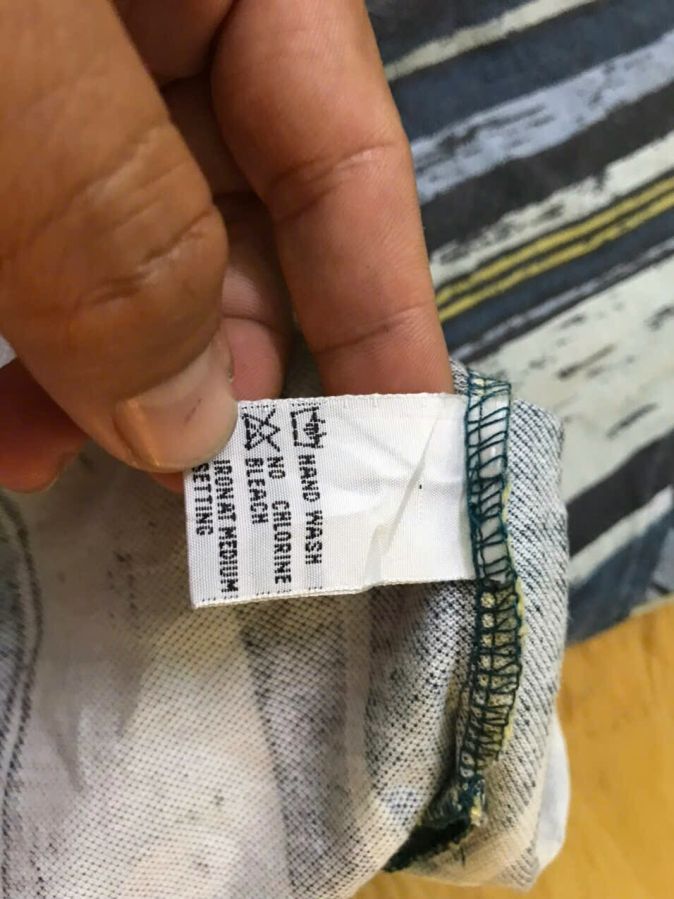 HAND WASH
NO CHLORINE
BLEACH
IRON AT MEDIUM
SETTING